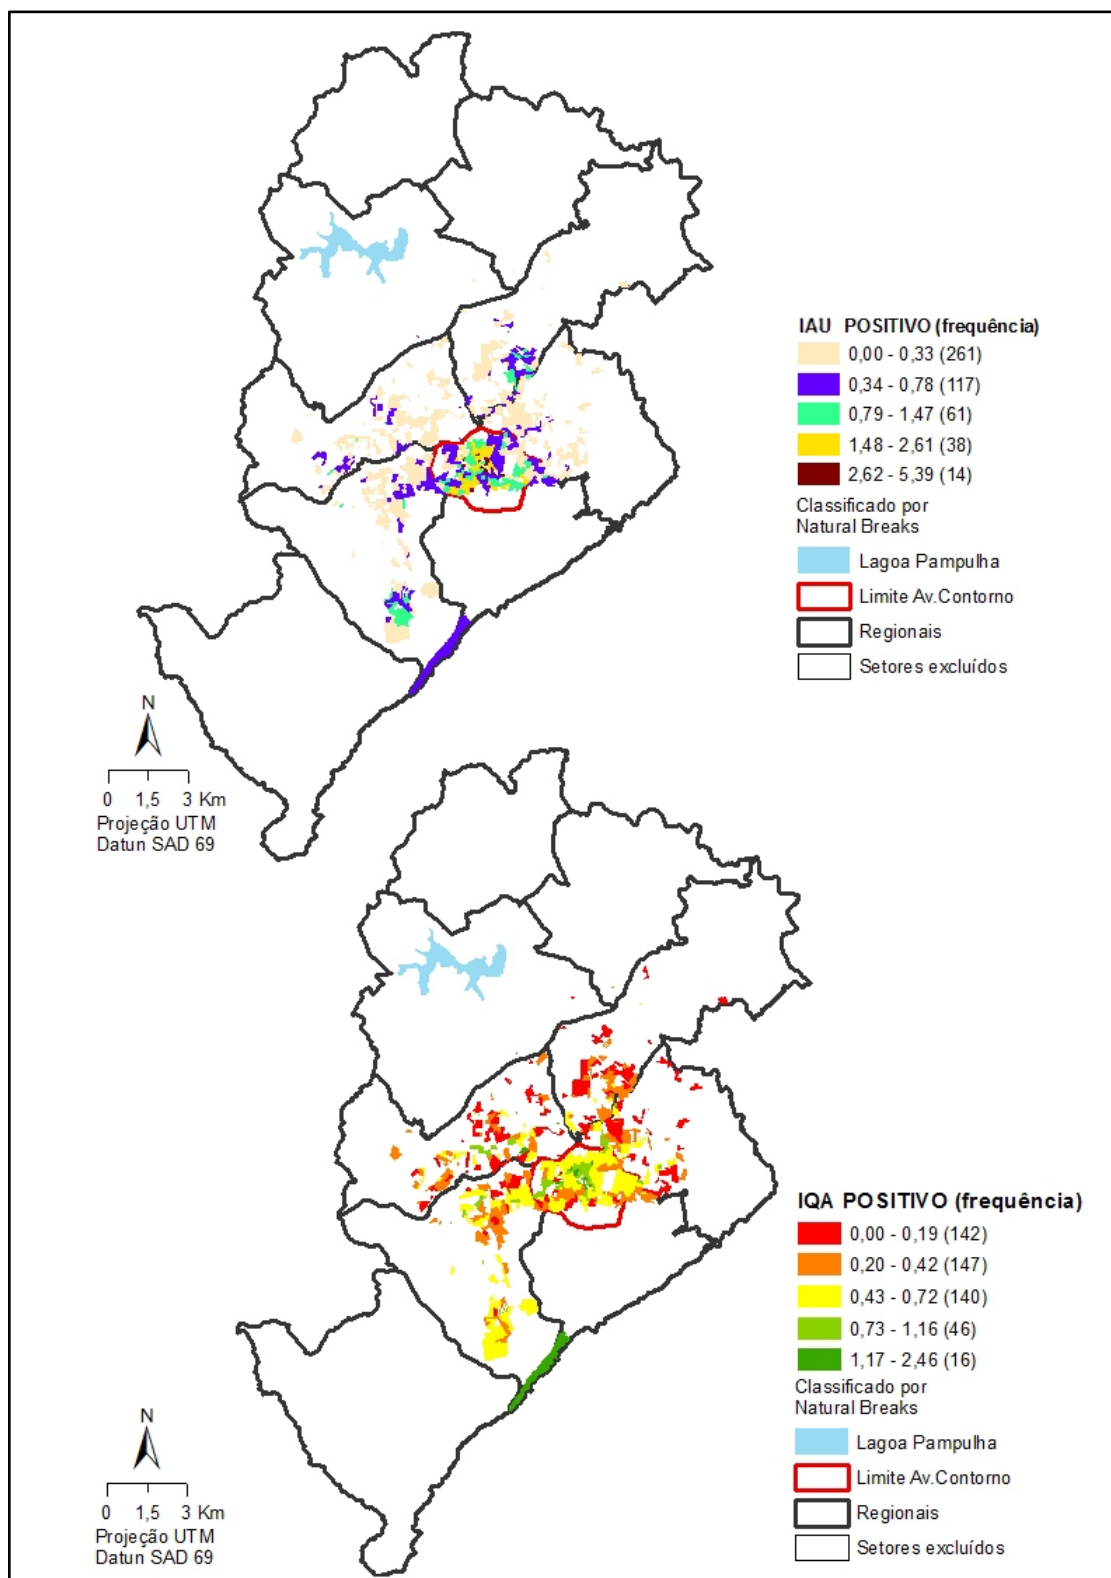 IAU POSITIVO (frequência)
0,00 - 0,33 (261)
0,34 - 0,78 (117)
0,79 - 1,47 (61)
1,48 - 2,61 (38)
2,62 - 5,39 (14)
Classificado por
Natural Breaks
Lagoa Pampulha
Limite Av.Contorno
Regionais
Setores excluídos
N
0 1,5 3 Km
Projeção UTM
Datun SAD 69
IQA POSITIVO (frequência)
0,00 - 0,19 (142)
0,20 - 0,42 (147)
0,43 - 0,72 (140)
0,73 - 1,16 (46)
1,17 - 2,46 (16)
Classificado por
Natural Breaks
Lagoa Pampulha
Limite Av.Contorno
Regionais
Setores excluídos
N
0 1,5 3 Km
Projeção UTM
Datun SAD 69